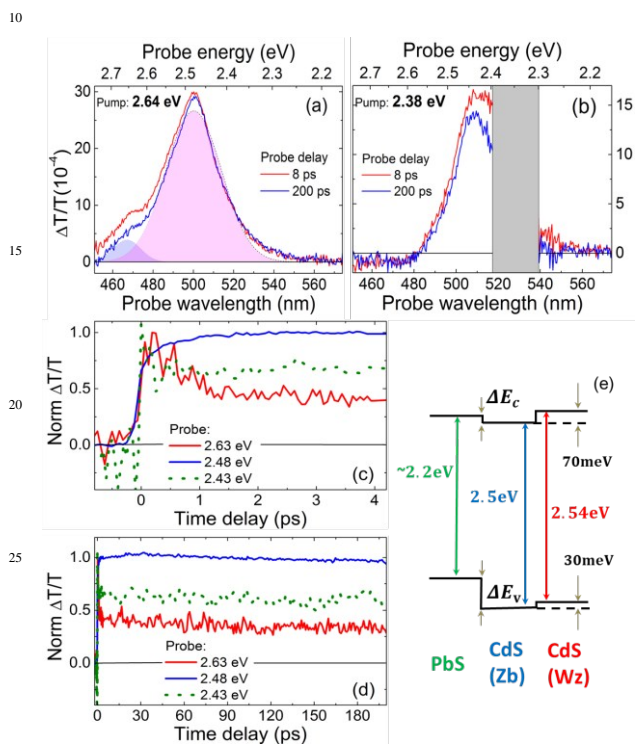 10
15
20
25
Probe energy (eV)
2.7 2.6 2.5 2.4 2.3 2.2
30
20
10
0
ΔT/T(10⁻⁴)
Pump: 2.64 eV
(a)
Probe delay
8 ps
200 ps
460 480 500 520 540 560
Probe wavelength (nm)
Probe energy (eV)
2.7 2.6 2.5 2.4 2.3 2.2
Pump: 2.38 eV
(b)
Probe delay
8 ps
200 ps
15
10
5
0
460 480 500 520 540 560
Probe wavelength (nm)
Norm ΔT/T
1.0
0.5
0.0
Probe:
2.63 eV
2.48 eV
2.43 eV
(c)
0 1 2 3 4
Time delay (ps)
Norm ΔT/T
1.0
0.5
0.0
Probe:
2.63 eV
2.48 eV
2.43 eV
(d)
0 30 60 90 120 150 180
Time delay (ps)
(e)
ΔE_c
70meV
~2.2eV
2.5eV
2.54eV
30meV
ΔE_v
PbS
CdS
(Zb)
CdS
(Wz)